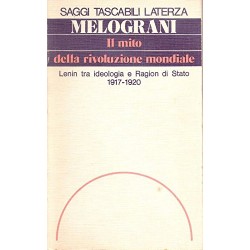 SAGGI TASCABILI LATERZA
MELOGRANI
Il mito
della rivoluzione mondiale
Lenin tra ideologia e Ragion di Stato
1917-1920